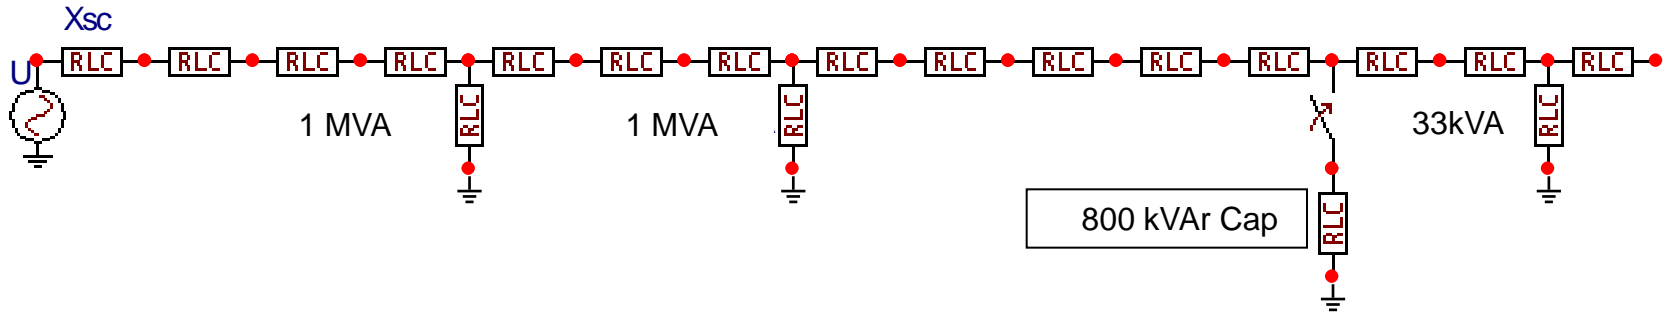 Xsc
U
RLC RLC RLC RLC RLC RLC RLC RLC RLC RLC RLC RLC RLC RLC RLC
1 MVA RLC 1 MVA RLC 33kVA RLC
800 kVAr Cap RLC